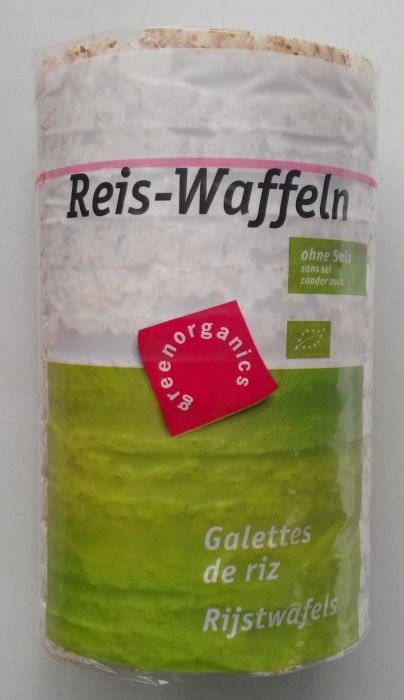 Reis-Waffeln
ohne Salz
sans sel
zonder zout
greenorganics
Galettes
de riz
Rijstwafels